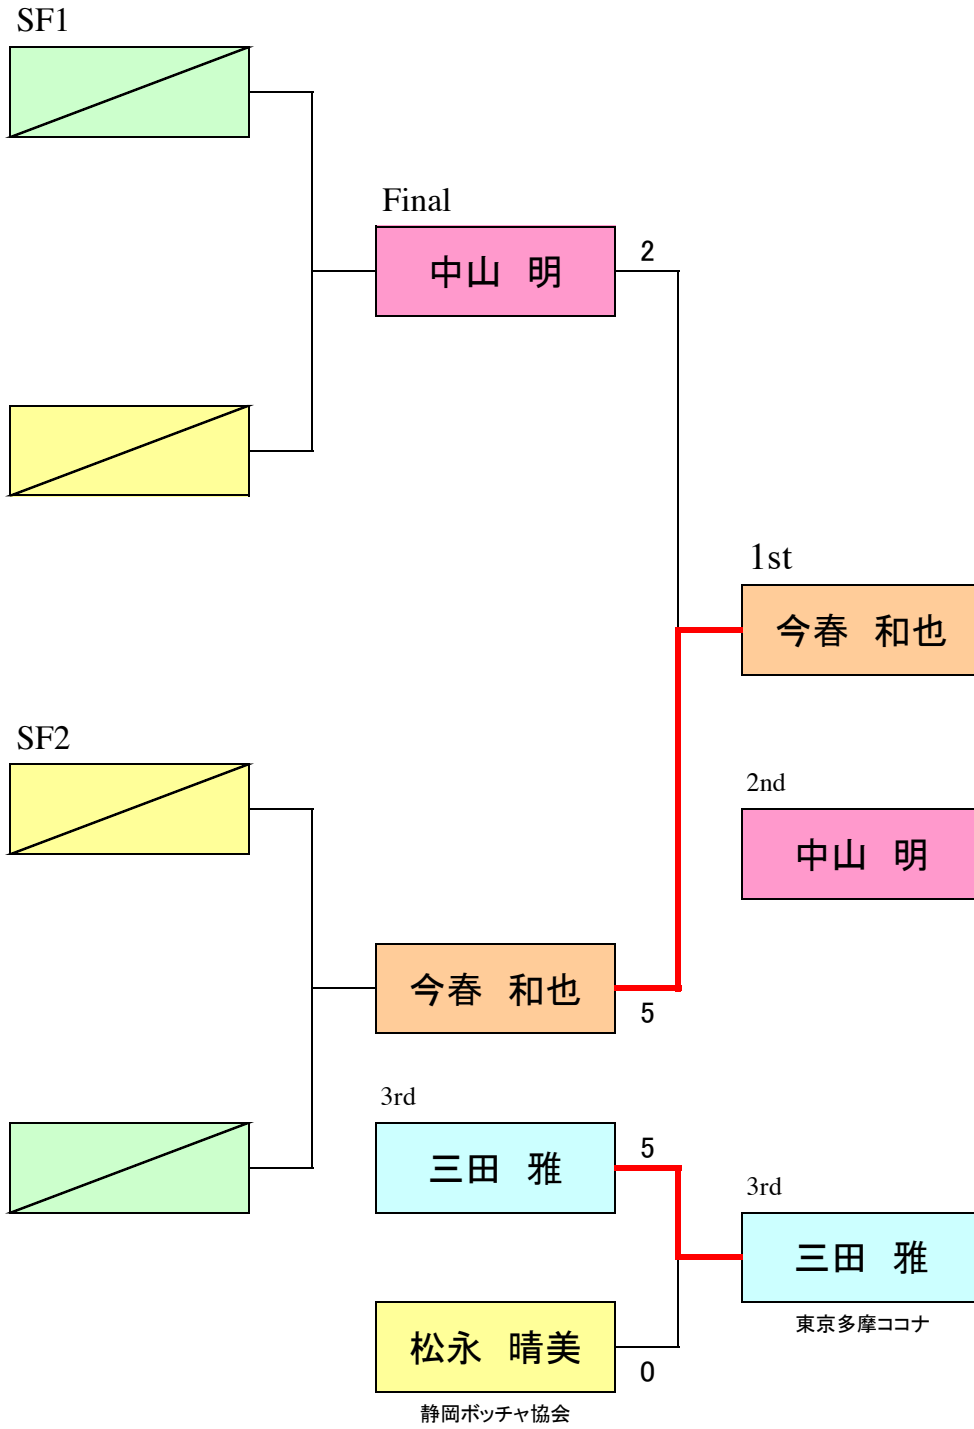 SF1
Final
中山　明
2
1st
今春　和也
SF2
2nd
中山　明
今春　和也
5
3rd
三田　雅
5
3rd
三田　雅
東京多摩ココナ
松永　晴美
0
静岡ボッチャ協会